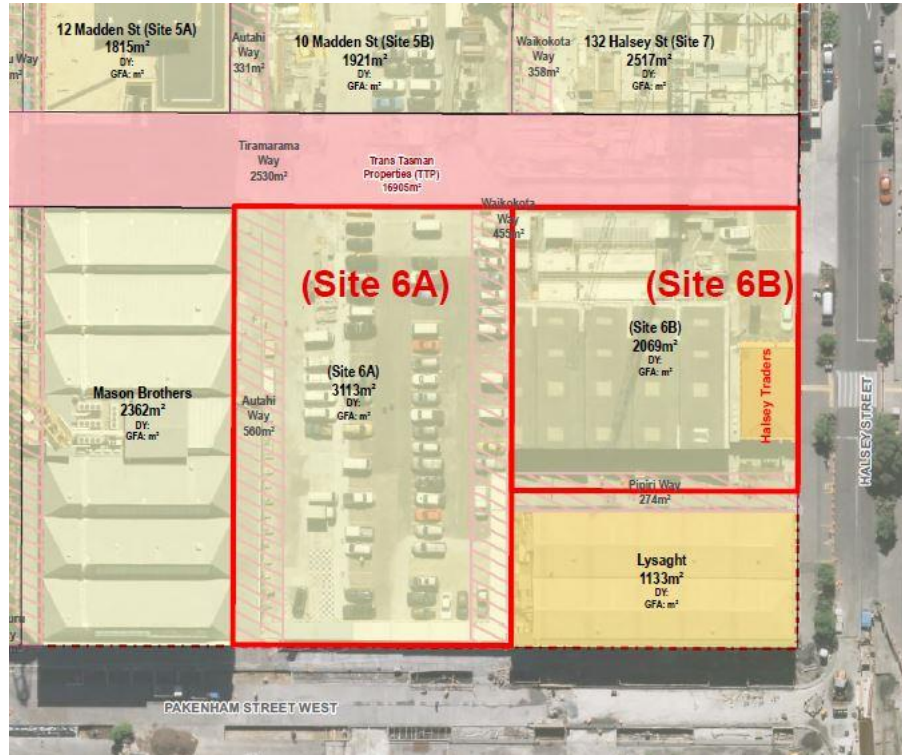 12 Madden St (Site 5A)
1815m²
DY:
GFA: m²
Autahi
Way
331m²
10 Madden St (Site 5B)
1921m²
DY:
GFA: m²
Waikokota
Way
358m²
132 Halsey St (Site 7)
2517m²
DY:
GFA: m²
u Way
m²
Tiramarama
Way
2530m²
Trans Tasman
Properties (TTP)
16905m²
Waikokota
Way
455m²
(Site 6A)
(Site 6B)
(Site 6A)
3113m²
DY:
GFA: m²
(Site 6B)
2069m²
DY:
GFA: m²
Halsey Traders
HALSEY STREET
Mason Brothers
2362m²
DY:
GFA: m²
Autahi
Way
560m²
Pipiri Way
274m²
Lysaght
1133m²
DY:
GFA: m²
PAKENHAM STREET WEST